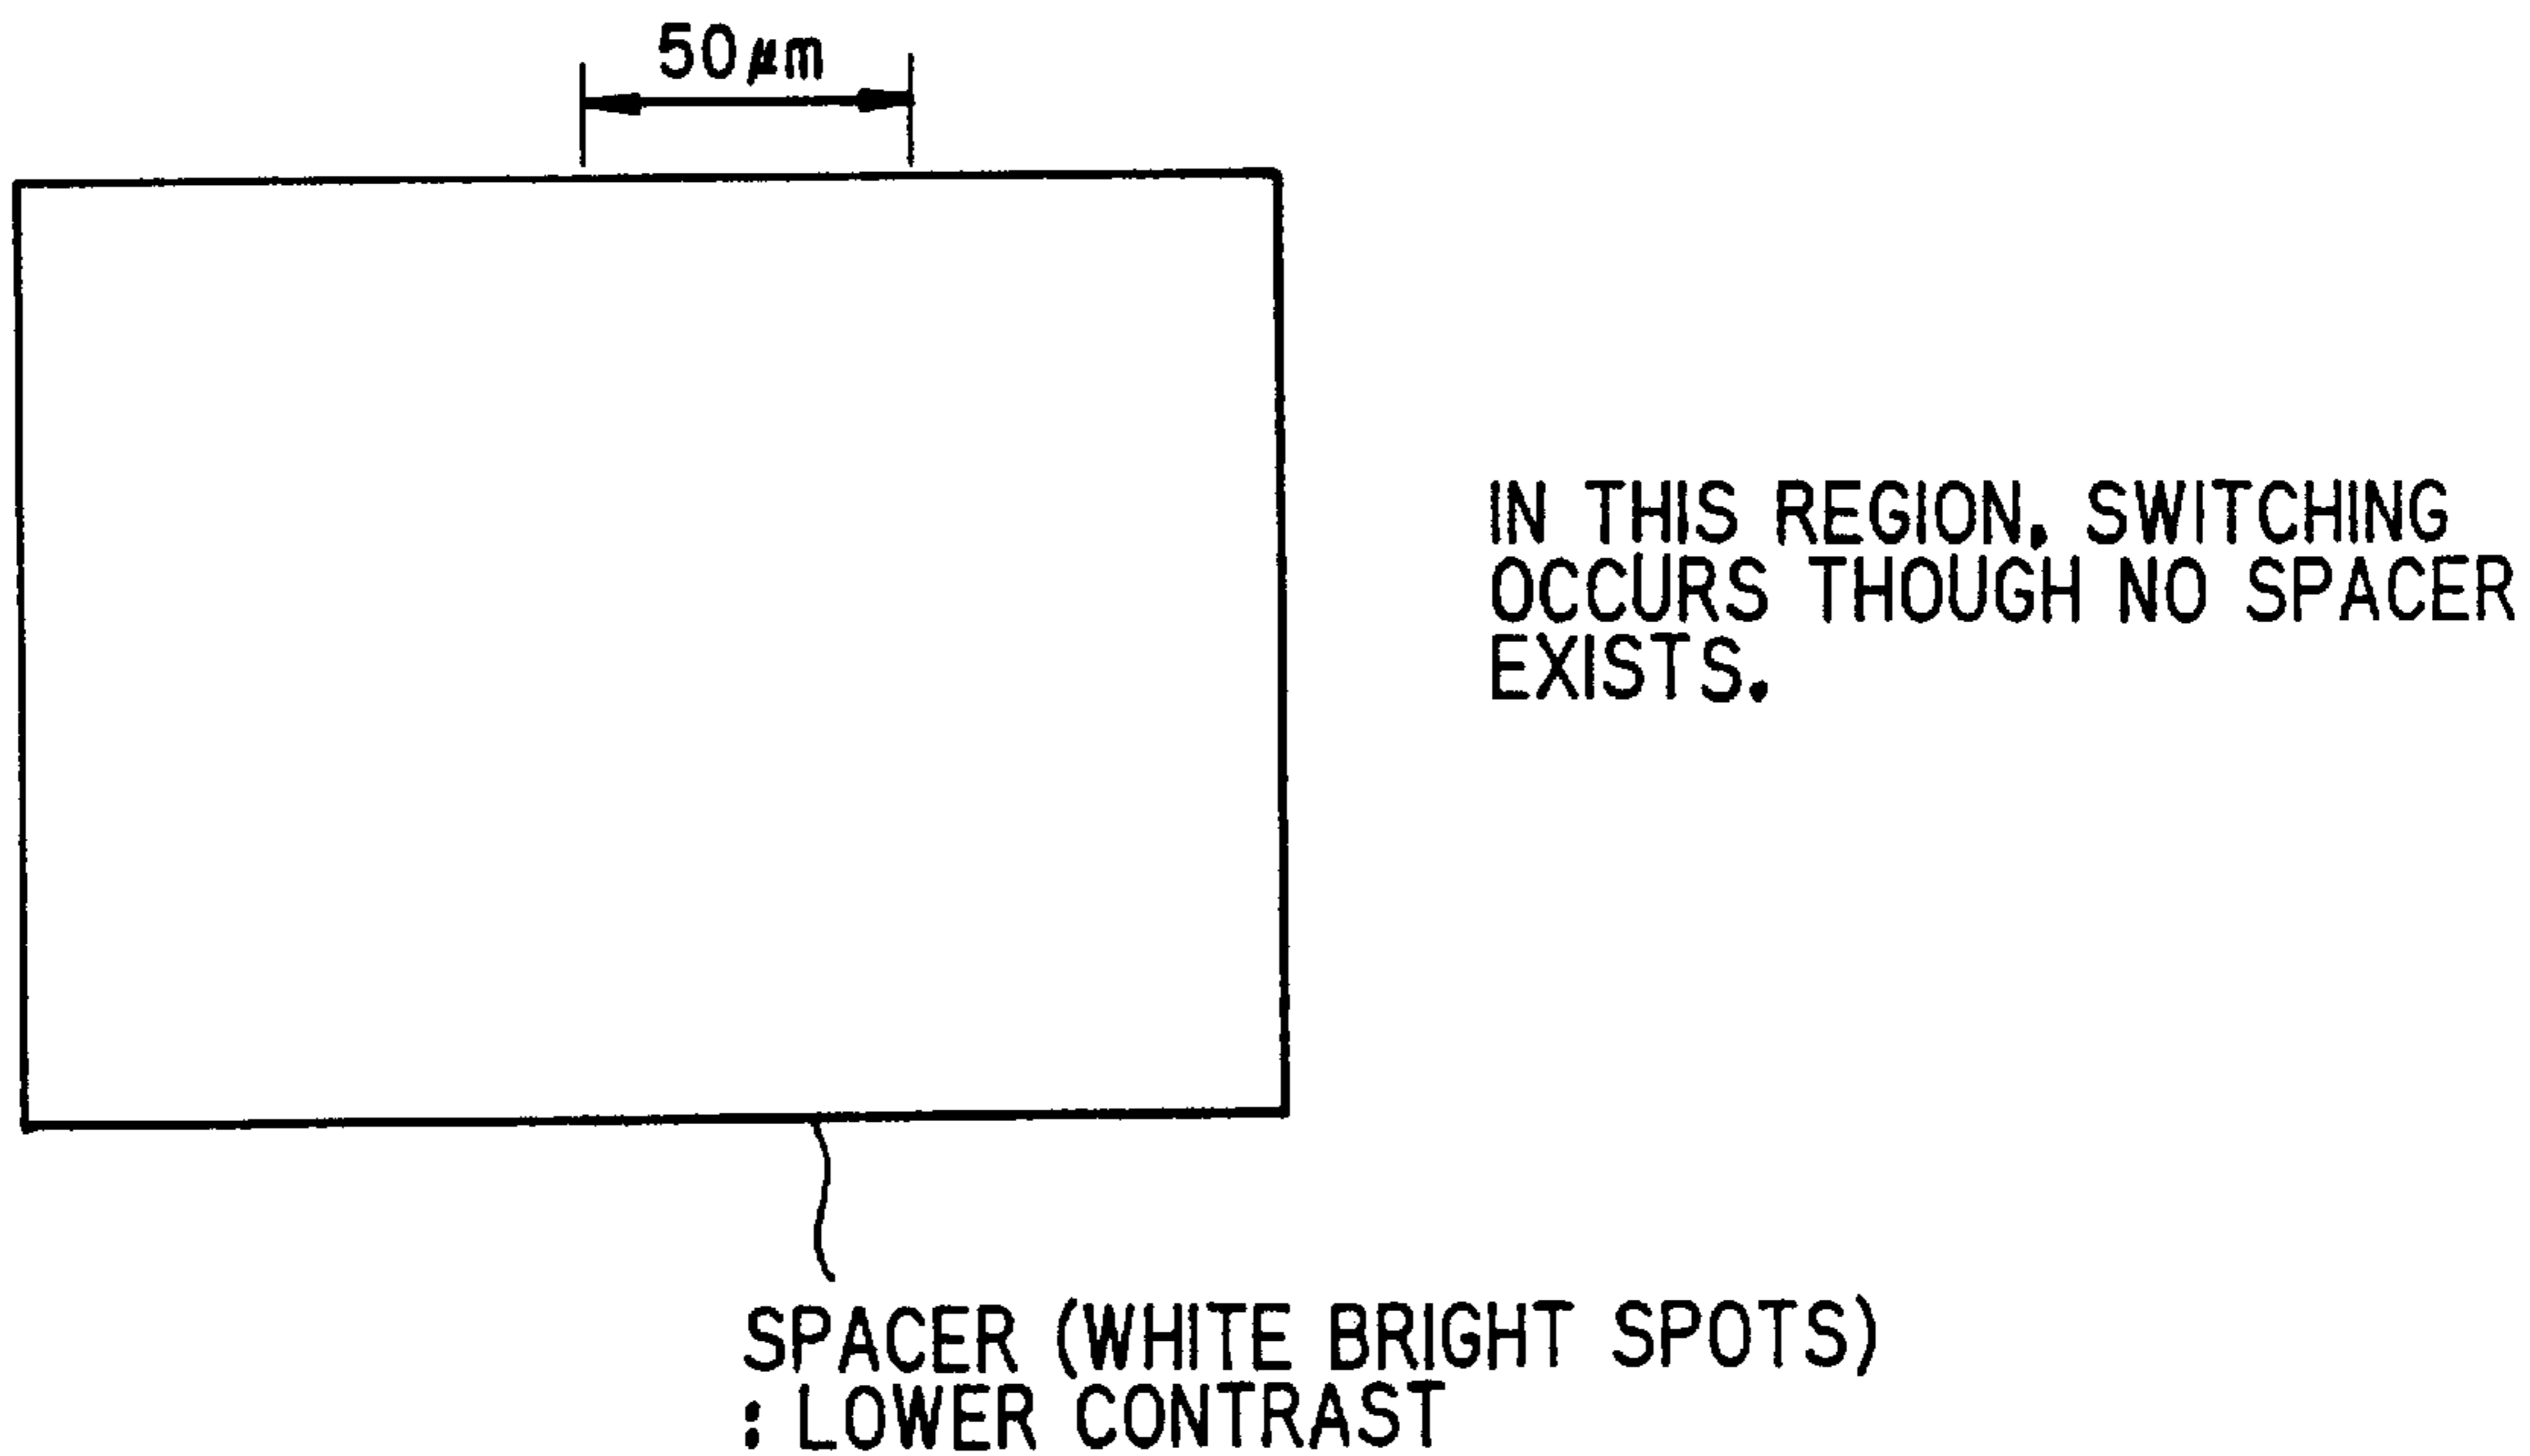 50μm
IN THIS REGION, SWITCHING
OCCURS THOUGH NO SPACER
EXISTS.
SPACER (WHITE BRIGHT SPOTS)
: LOWER CONTRAST